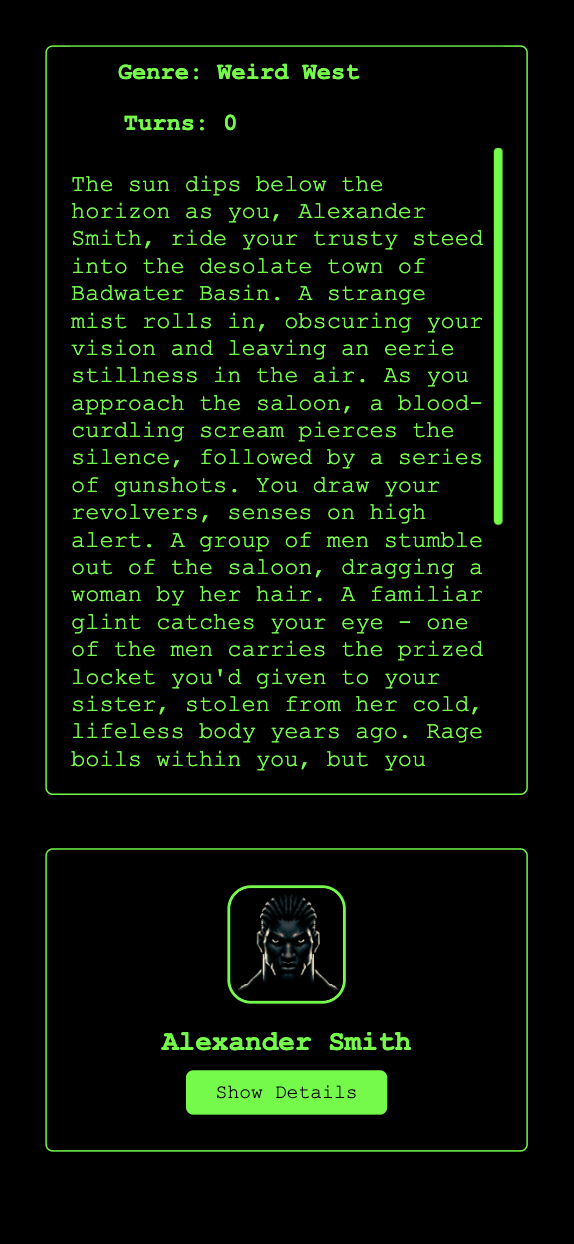 Genre: Weird West
Turns: 0
The sun dips below the
horizon as you, Alexander
Smith, ride your trusty steed
into the desolate town of
Badwater Basin. A strange
mist rolls in, obscuring your
vision and leaving an eerie
stillness in the air. As you
approach the saloon, a blood-
curdling scream pierces the
silence, followed by a series
of gunshots. You draw your
revolvers, senses on high
alert. A group of men stumble
out of the saloon, dragging a
woman by her hair. A familiar
glint catches your eye - one
of the men carries the prized
locket you'd given to your
sister, stolen from her cold,
lifeless body years ago. Rage
boils within you, but you
Alexander Smith
Show Details